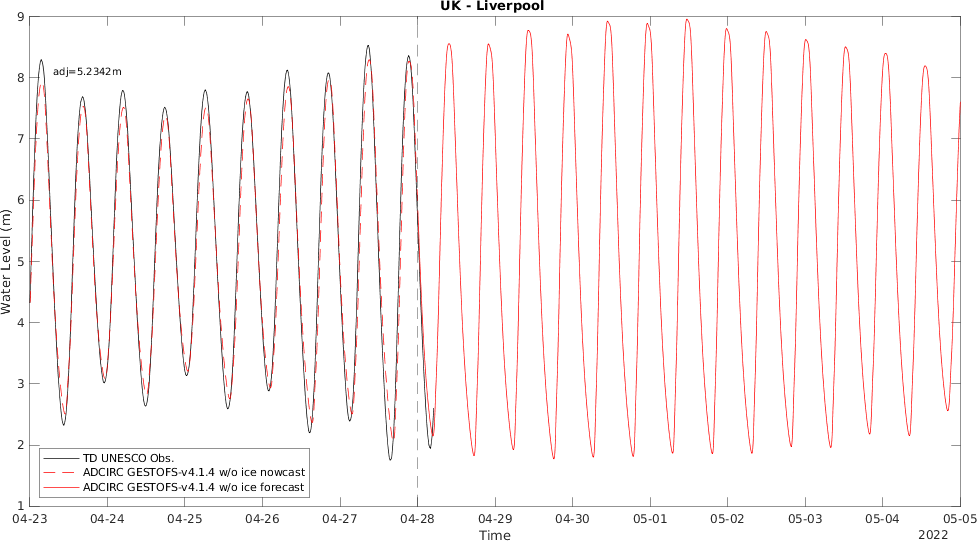 UK - Liverpool
9
8
7
6
5
4
3
2
1
Water Level (m)
adj=5.2342m
TD UNESCO Obs.
ADCIRC GESTOFS-v4.1.4 w/o ice nowcast
ADCIRC GESTOFS-v4.1.4 w/o ice forecast
04-23 04-24 04-25 04-26 04-27 04-28 04-29 04-30 05-01 05-02 05-03 05-04 05-05
Time
2022